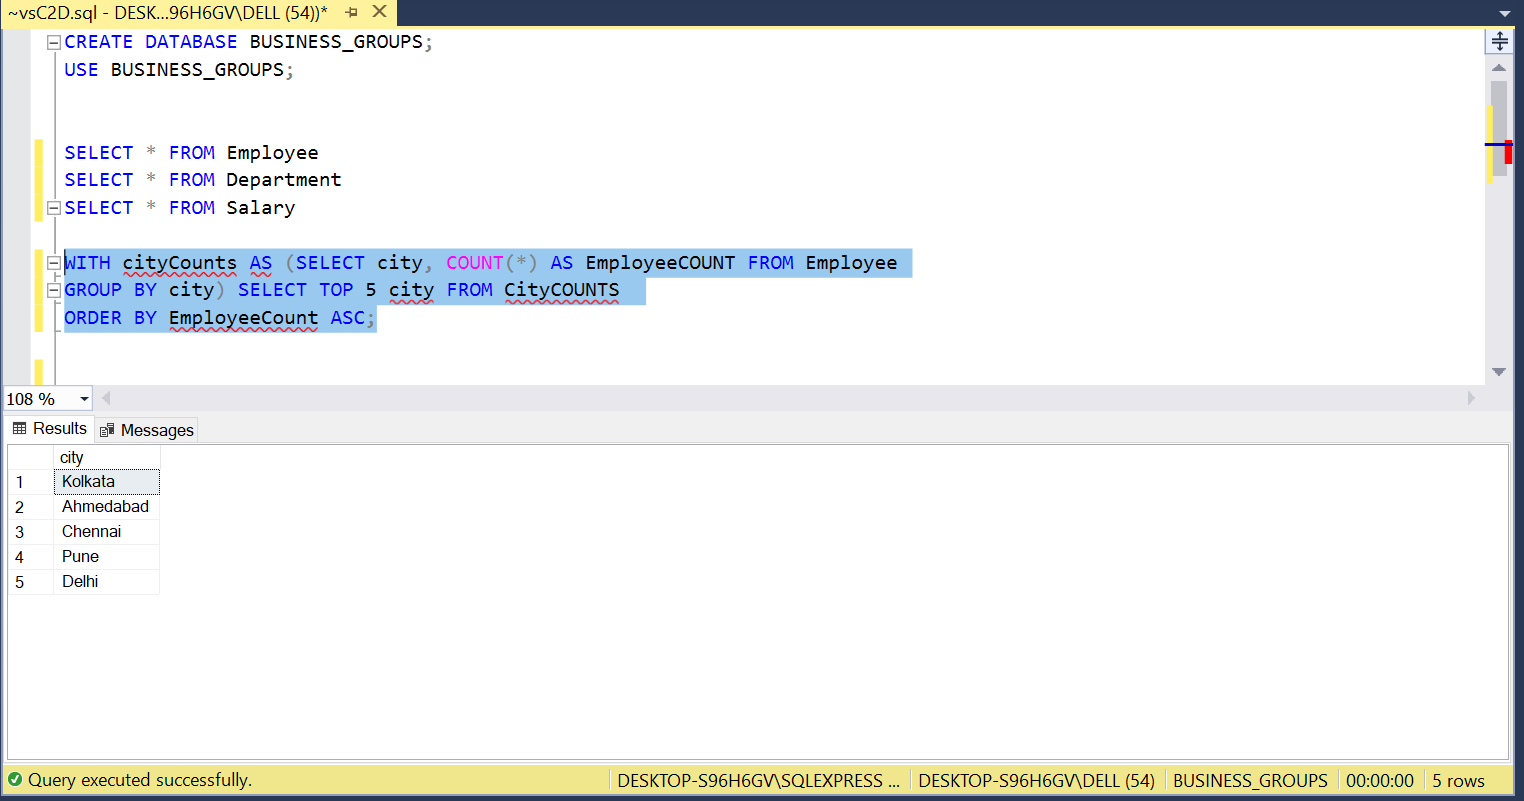 ~vsC2D.sql - DESK...96H6GV\DELL (54))*
CREATE DATABASE BUSINESS_GROUPS;
USE BUSINESS_GROUPS;
SELECT * FROM Employee
SELECT * FROM Department
SELECT * FROM Salary
WITH cityCounts AS (SELECT city, COUNT(*) AS EmployeeCOUNT FROM Employee
GROUP BY city) SELECT TOP 5 city FROM CityCOUNTS
ORDER BY EmployeeCount ASC;
108 %
Results Messages
city
1 Kolkata
2 Ahmedabad
3 Chennai
4 Pune
5 Delhi
Query executed successfully. DESKTOP-S96H6GV\SQLEXPRESS ... DESKTOP-S96H6GV\DELL (54) BUSINESS_GROUPS 00:00:00 5 rows